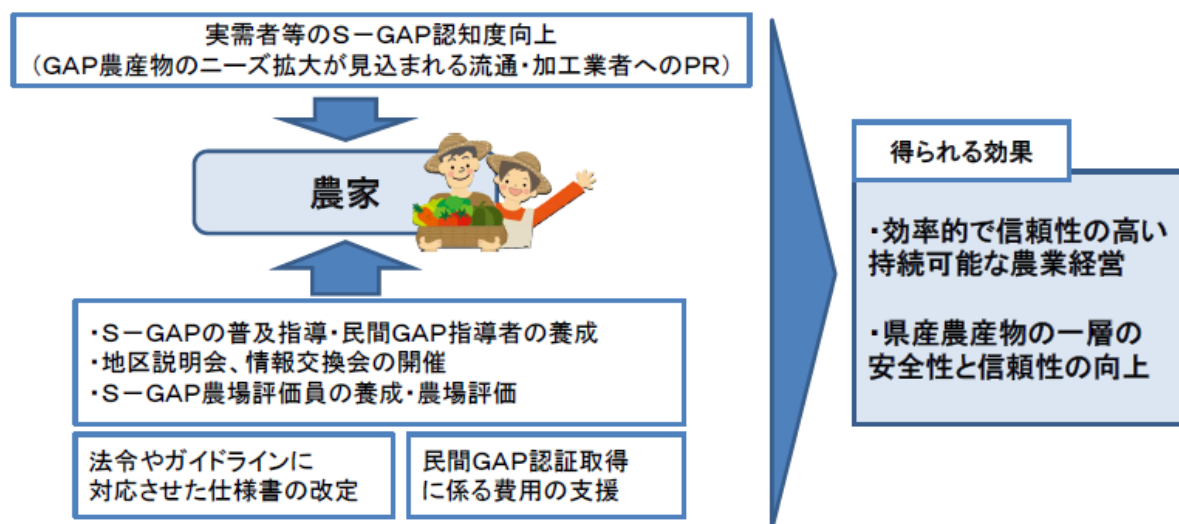 実需者等のS－GAP認知度向上
（GAP農産物のニーズ拡大が見込まれる流通・加工業者へのPR）
農家
・S－GAPの普及指導・民間GAP指導者の養成
・地区説明会、情報交換会の開催
・S－GAP農場評価員の養成・農場評価
法令やガイドラインに
対応させた仕様書の改定
民間GAP認証取得
に係る費用の支援
得られる効果
・効率的で信頼性の高い
持続可能な農業経営
・県産農産物の一層の
安全性と信頼性の向上